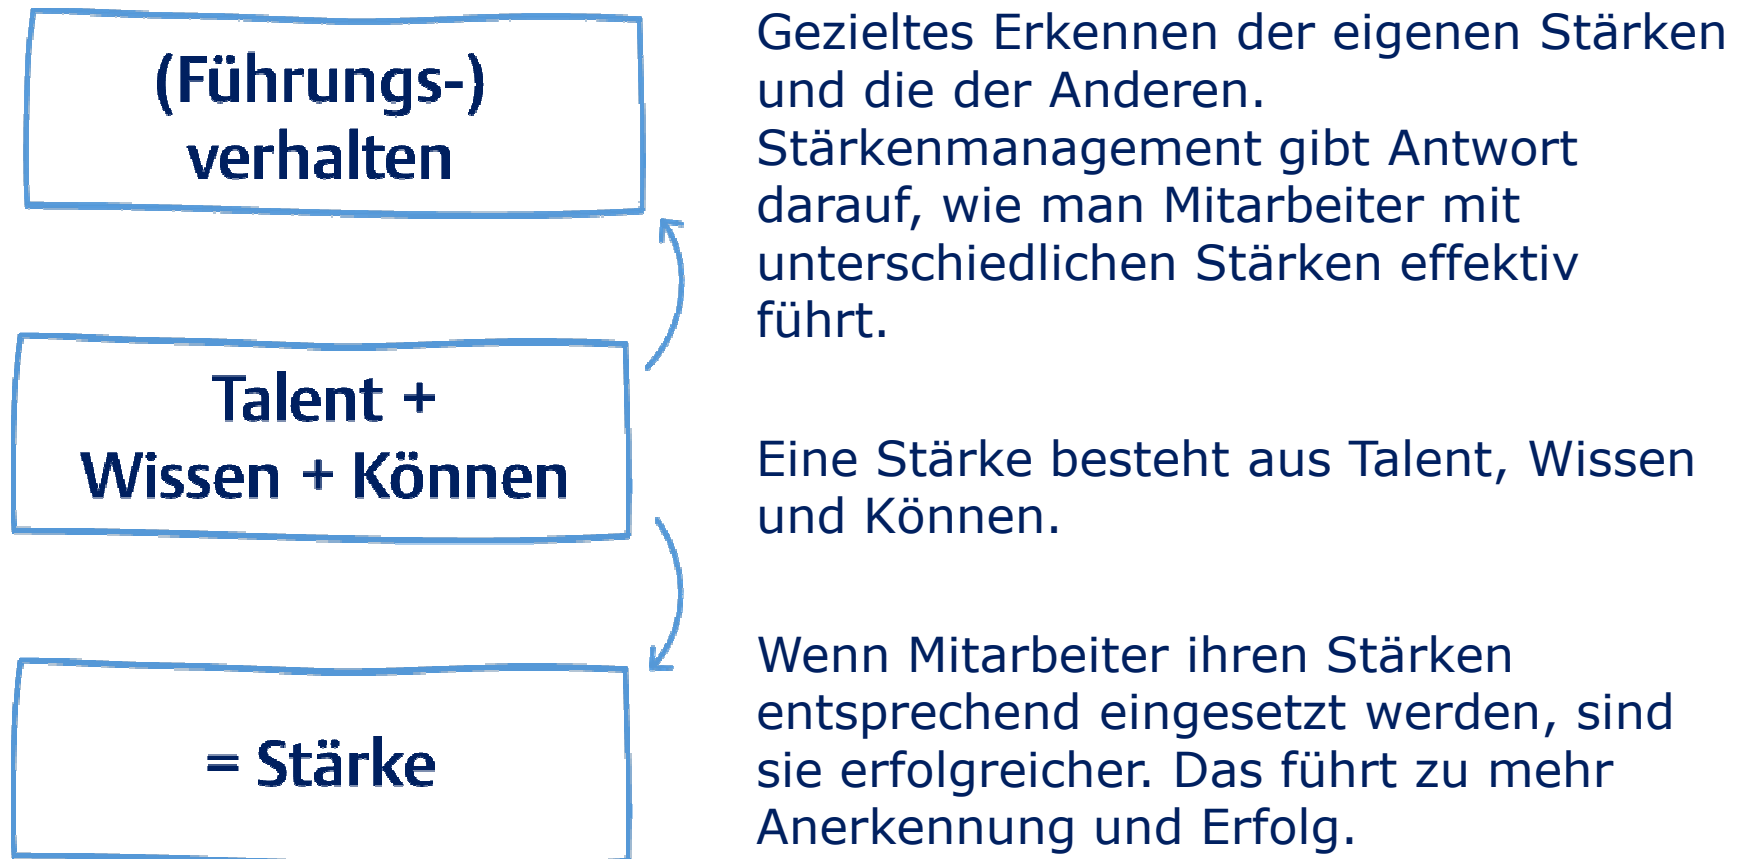 (Führungs-)
verhalten
Gezieltes Erkennen der eigenen Stärken
und die der Anderen.
Stärkenmanagement gibt Antwort
darauf, wie man Mitarbeiter mit
unterschiedlichen Stärken effektiv
führt.
Talent +
Wissen + Können
Eine Stärke besteht aus Talent, Wissen
und Können.
= Stärke
Wenn Mitarbeiter ihren Stärken
entsprechend eingesetzt werden, sind
sie erfolgreicher. Das führt zu mehr
Anerkennung und Erfolg.